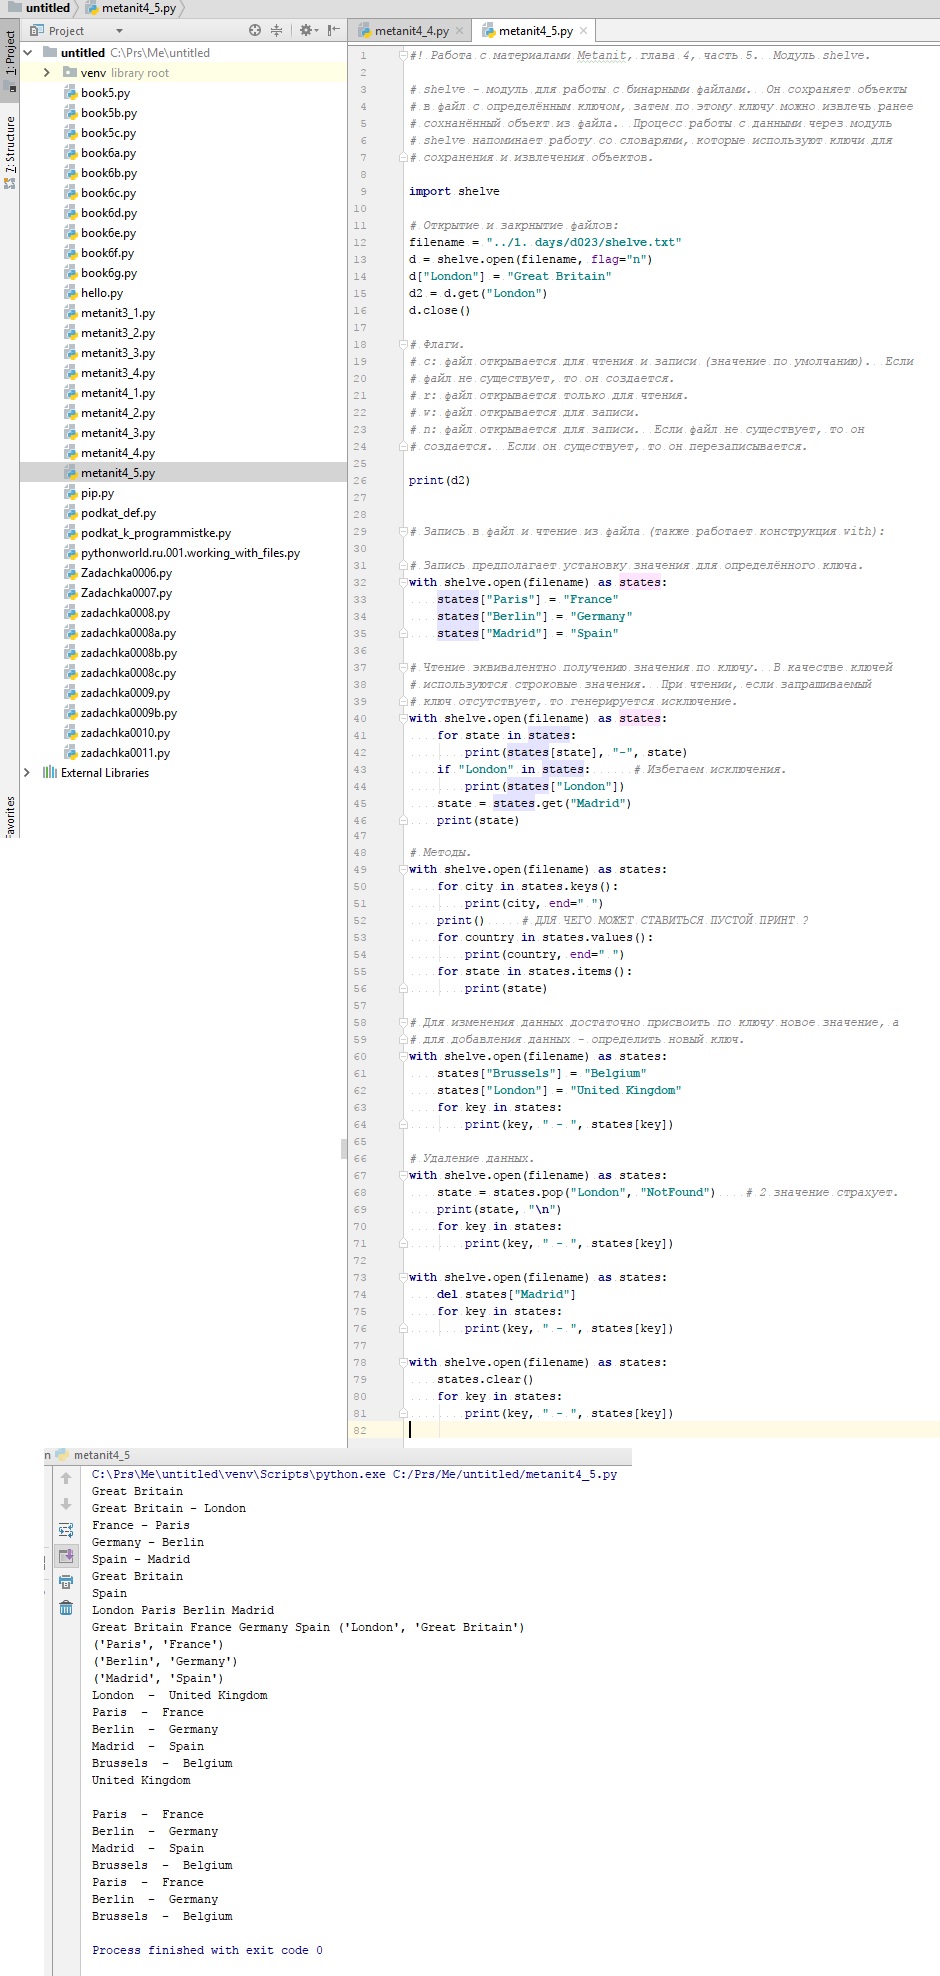 untitled metanit4_5.py
Project
1: Project
7: Structure
Favorites
untitled C:\Prs\Me\untitled
venv library root
book5.py
book5b.py
book5c.py
book6a.py
book6b.py
book6c.py
book6d.py
book6e.py
book6f.py
book6g.py
hello.py
metanit3_1.py
metanit3_2.py
metanit3_3.py
metanit3_4.py
metanit4_1.py
metanit4_2.py
metanit4_3.py
metanit4_4.py
metanit4_5.py
pip.py
podkat_def.py
podkat_k_programmistke.py
pythonworld.ru.001.working_with_files.py
Zadachka0006.py
Zadachka0007.py
zadachka0008.py
zadachka0008a.py
zadachka0008b.py
zadachka0008c.py
zadachka0009.py
zadachka0009b.py
zadachka0010.py
zadachka0011.py
External Libraries
metanit4_4.py metanit4_5.py
1 #! Работа с материалами Metanit, глава 4, часть 5. Модуль shelve.
2
3 # shelve - модуль для работы с бинарными файлами. Он сохраняет объекты
4 # в файл с определённым ключом, затем по этому ключу можно извлечь ранее
5 # сохнанённый объект из файла. Процесс работы с данными через модуль
6 # shelve напоминает работу со словарями, которые используют ключи для
7 # сохранения и извлечения объектов.
8
9 import shelve
10
11 # Открытие и закрнытие файлов:
12 filename = "../1. days/d023/shelve.txt"
13 d = shelve.open(filename, flag="n")
14 d["London"] = "Great Britain"
15 d2 = d.get("London")
16 d.close()
17
18 # Флаги.
19 # c: файл открывается для чтения и записи (значение по умолчанию). Если
20 # файл не существует, то он создается.
21 # r: файл открывается только для чтения.
22 # w: файл открывается для записи.
23 # n: файл открывается для записи. Если файл не существует, то он
24 # создается. Если он существует, то он перезаписывается.
25
26 print(d2)
27
28
29 # Запись в файл и чтение из файла (также работает конструкция with):
30
31 # Запись предполагает установку значения для определённого ключа.
32 with shelve.open(filename) as states:
33 states["Paris"] = "France"
34 states["Berlin"] = "Germany"
35 states["Madrid"] = "Spain"
36
37 # Чтение эквивалентно получению значения по ключу. В качестве ключей
38 # используются строковые значения. При чтении, если запрашиваемый
39 # ключ отсутствует, то генерируется исключение.
40 with shelve.open(filename) as states:
41 for state in states:
42 print(states[state], "-", state)
43 if "London" in states: # Избегаем исключения.
44 print(states["London"])
45 state = states.get("Madrid")
46 print(state)
47
48 # Методы.
49 with shelve.open(filename) as states:
50 for city in states.keys():
51 print(city, end=" ")
52 print() # ДЛЯ ЧЕГО МОЖЕТ СТАВИТЬСЯ ПУСТОЙ ПРИНТ ?
53 for country in states.values():
54 print(country, end=" ")
55 for state in states.items():
56 print(state)
57
58 # Для изменения данных достаточно присвоить по ключу новое значение, а
59 # для добавления данных - определить новый ключ.
60 with shelve.open(filename) as states:
61 states["Brussels"] = "Belgium"
62 states["London"] = "United Kingdom"
63 for key in states:
64 print(key, " - ", states[key])
65
66 # Удаление данных.
67 with shelve.open(filename) as states:
68 state = states.pop("London", "NotFound") # 2 значение страхует.
69 print(state, "\n")
70 for key in states:
71 print(key, " - ", states[key])
72
73 with shelve.open(filename) as states:
74 del states["Madrid"]
75 for key in states:
76 print(key, " - ", states[key])
77
78 with shelve.open(filename) as states:
79 states.clear()
80 for key in states:
81 print(key, " - ", states[key])
82
n metanit4_5
C:\Prs\Me\untitled\venv\Scripts\python.exe C:/Prs/Me/untitled/metanit4_5.py
Great Britain
Great Britain - London
France - Paris
Germany - Berlin
Spain - Madrid
Great Britain
Spain
London Paris Berlin Madrid
Great Britain France Germany Spain ('London', 'Great Britain')
('Paris', 'France')
('Berlin', 'Germany')
('Madrid', 'Spain')
London  -  United Kingdom
Paris  -  France
Berlin  -  Germany
Madrid  -  Spain
Brussels  -  Belgium
United Kingdom
Paris  -  France
Berlin  -  Germany
Madrid  -  Spain
Brussels  -  Belgium
Paris  -  France
Berlin  -  Germany
Brussels  -  Belgium
Process finished with exit code 0